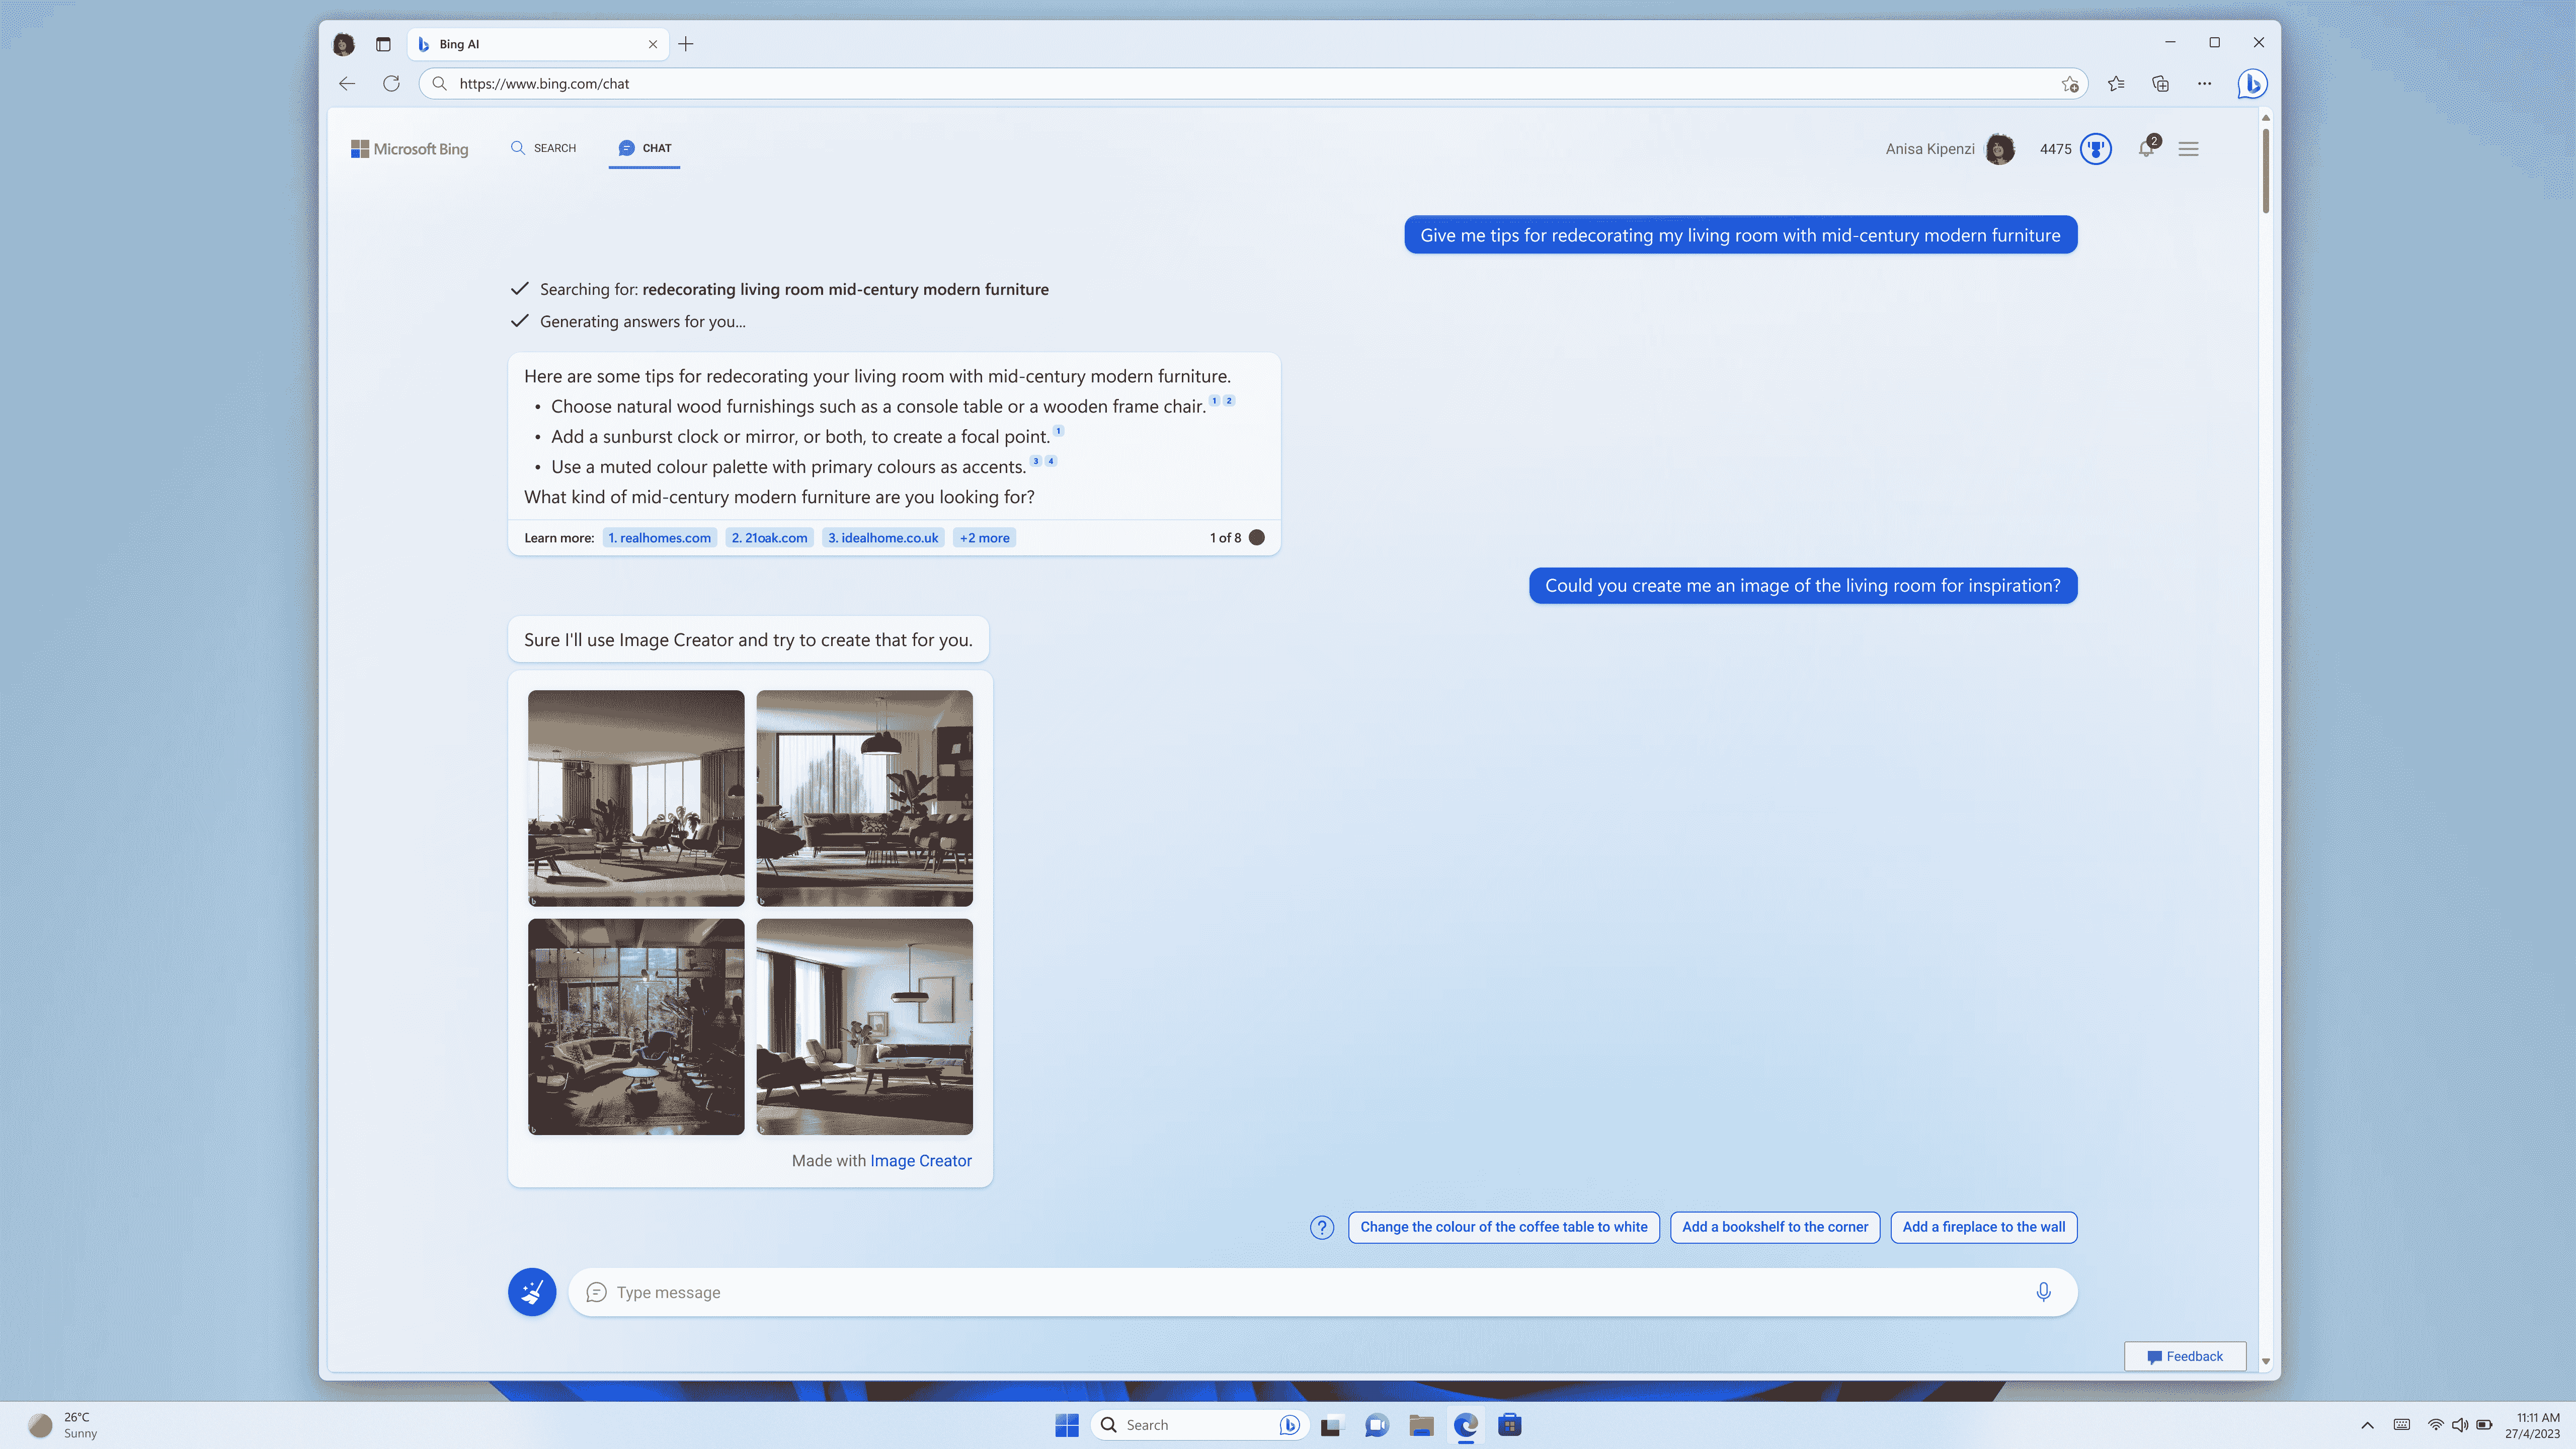 Bing AI
https://www.bing.com/chat
Microsoft Bing
SEARCH
CHAT
Anisa Kipenzi
4475
2
Give me tips for redecorating my living room with mid-century modern furniture
Searching for: redecorating living room mid-century modern furniture
Generating answers for you...
Here are some tips for redecorating your living room with mid-century modern furniture.
• Choose natural wood furnishings such as a console table or a wooden frame chair. 1 2
• Add a sunburst clock or mirror, or both, to create a focal point. 1
• Use a muted colour palette with primary colours as accents. 3 4
What kind of mid-century modern furniture are you looking for?
Learn more: 1. realhomes.com 2. 21oak.com 3. idealhome.co.uk +2 more 1 of 8
Could you create me an image of the living room for inspiration?
Sure I'll use Image Creator and try to create that for you.
Made with Image Creator
? Change the colour of the coffee table to white Add a bookshelf to the corner Add a fireplace to the wall
Type message
Feedback
26°C
Sunny
Search
11:11 AM
27/4/2023